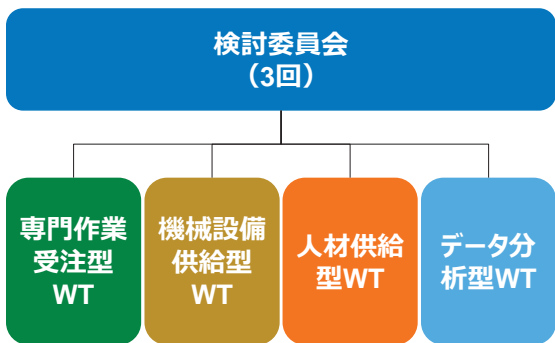 検討委員会
（3回）
専門作業
受注型
WT
機械設備
供給型
WT
人材供給
型WT
データ分
析型WT